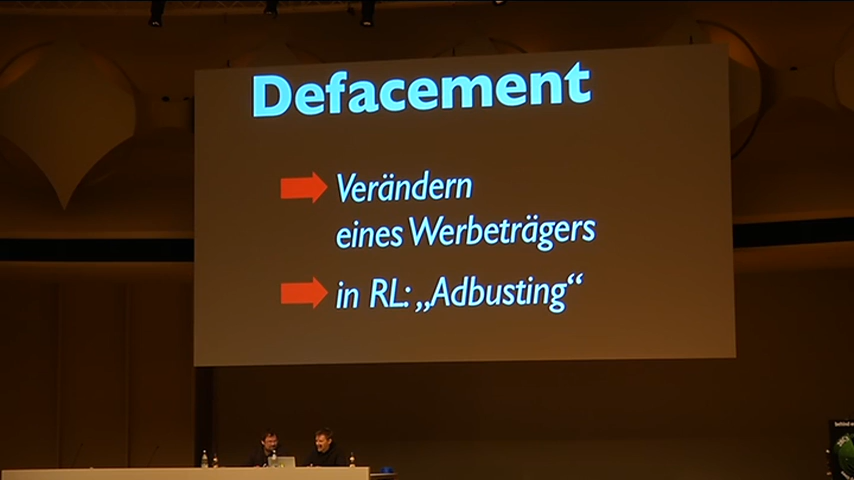 Defacement
Verändern
eines Werbeträgers
in RL: „Adbusting“